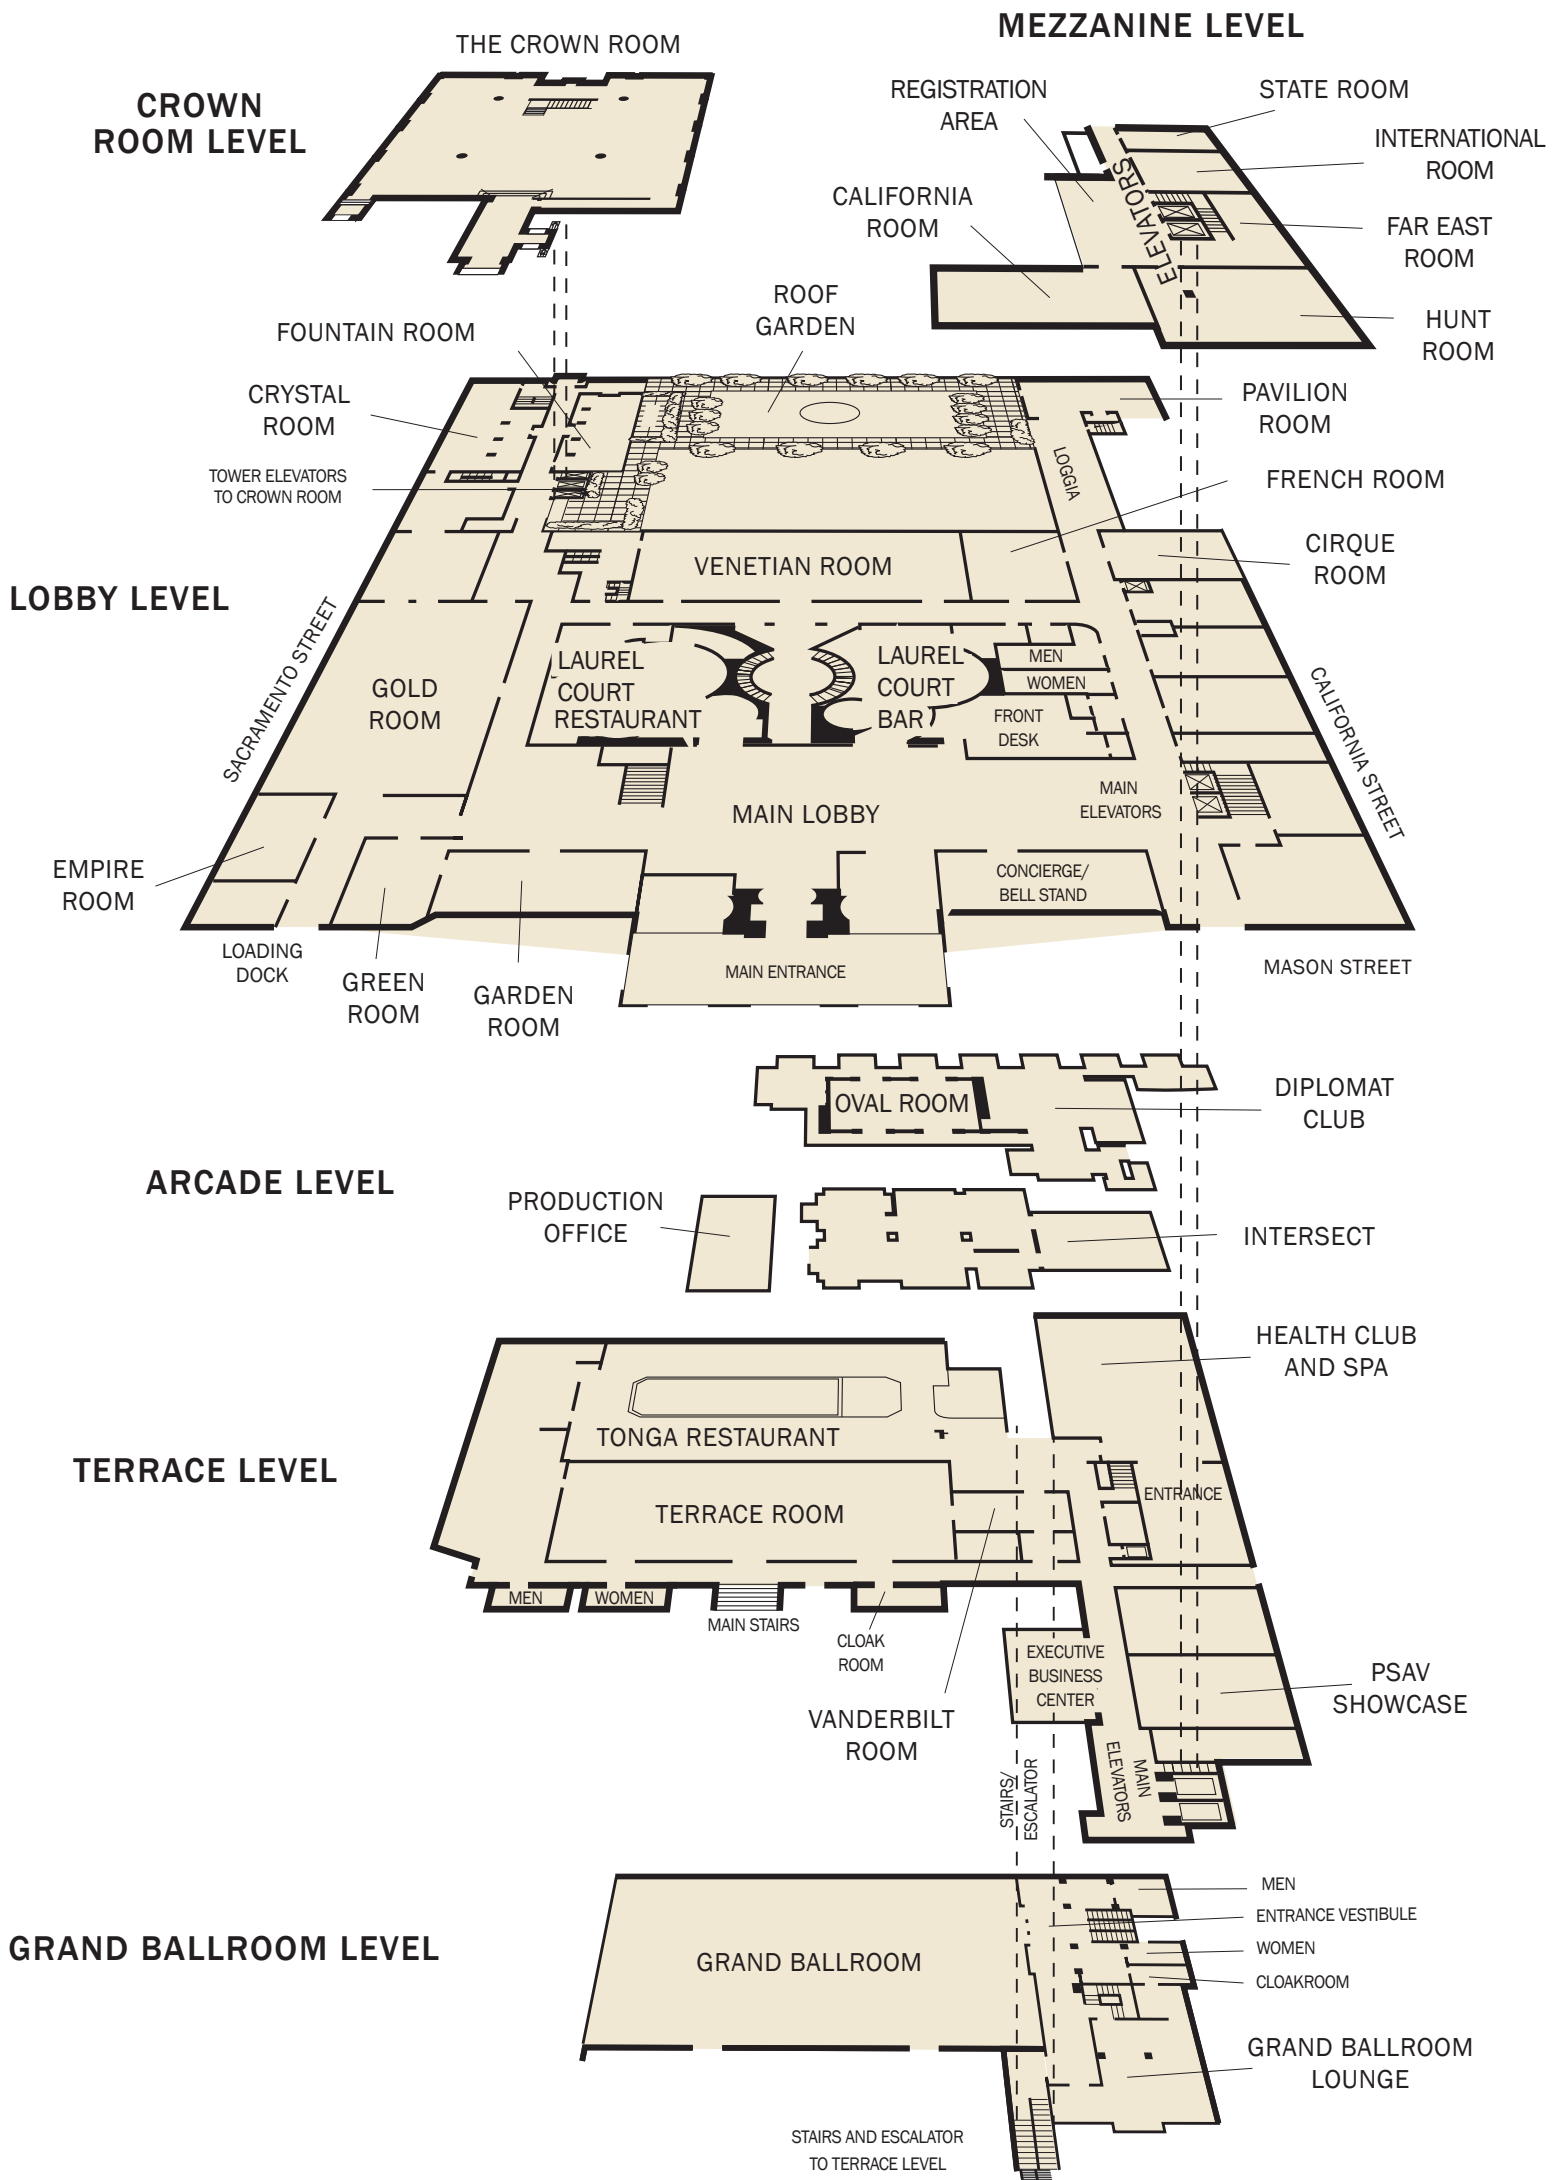 MEZZANINE LEVEL
THE CROWN ROOM
CROWN
ROOM LEVEL
REGISTRATION
AREA
STATE ROOM
INTERNATIONAL
ROOM
CALIFORNIA
ROOM
ELEVATORS
FAR EAST
ROOM
HUNT
ROOM
ROOF
GARDEN
FOUNTAIN ROOM
CRYSTAL
ROOM
PAVILION
ROOM
TOWER ELEVATORS
TO CROWN ROOM
LOGGIA
FRENCH ROOM
CIRQUE
ROOM
VENETIAN ROOM
LOBBY LEVEL
SACRAMENTO STREET
GOLD
ROOM
LAUREL
COURT
RESTAURANT
LAUREL
COURT
BAR
MEN
WOMEN
FRONT
DESK
CALIFORNIA STREET
MAIN LOBBY
MAIN
ELEVATORS
EMPIRE
ROOM
CONCIERGE/
BELL STAND
LOADING
DOCK
GREEN
ROOM
GARDEN
ROOM
MAIN ENTRANCE
MASON STREET
OVAL ROOM
DIPLOMAT
CLUB
ARCADE LEVEL
PRODUCTION
OFFICE
INTERSECT
HEALTH CLUB
AND SPA
TONGA RESTAURANT
TERRACE LEVEL
TERRACE ROOM
ENTRANCE
MEN
WOMEN
MAIN STAIRS
CLOAK
ROOM
VANDERBILT
ROOM
EXECUTIVE
BUSINESS
CENTER
PSAV
SHOWCASE
MAIN
ELEVATORS
STAIRS/
ESCALATOR
GRAND BALLROOM LEVEL
GRAND BALLROOM
MEN
ENTRANCE VESTIBULE
WOMEN
CLOAKROOM
GRAND BALLROOM
LOUNGE
STAIRS AND ESCALATOR
TO TERRACE LEVEL